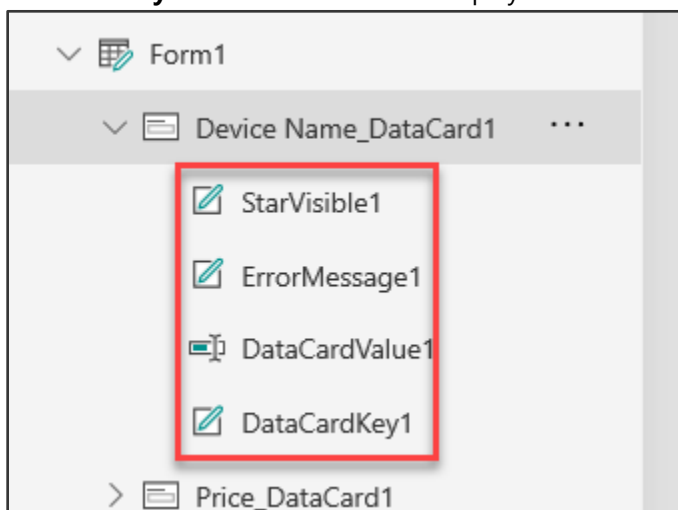 Form1
Device Name_DataCard1 ...
StarVisible1
ErrorMessage1
DataCardValue1
DataCardKey1
Price_DataCard1